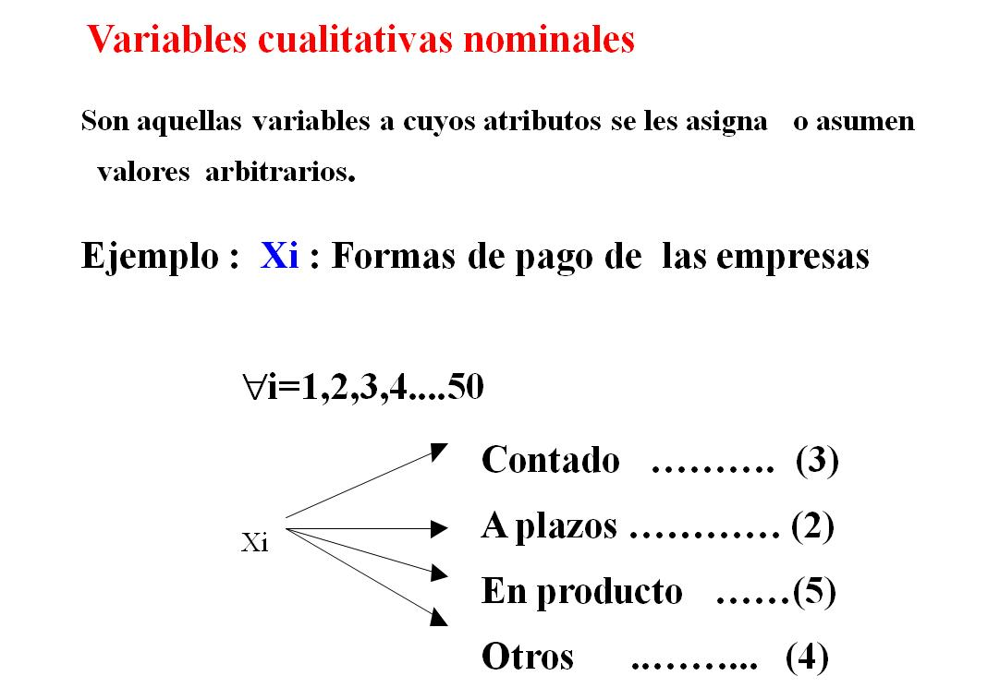 Variables cualitativas nominales
Son aquellas variables a cuyos atributos se les asigna o asumen
valores arbitrarios.
Ejemplo : Xi : Formas de pago de las empresas
∀i=1,2,3,4....50
Contado ………. (3)
A plazos ………… (2)
Xi
En producto ……(5)
Otros ..……... (4)